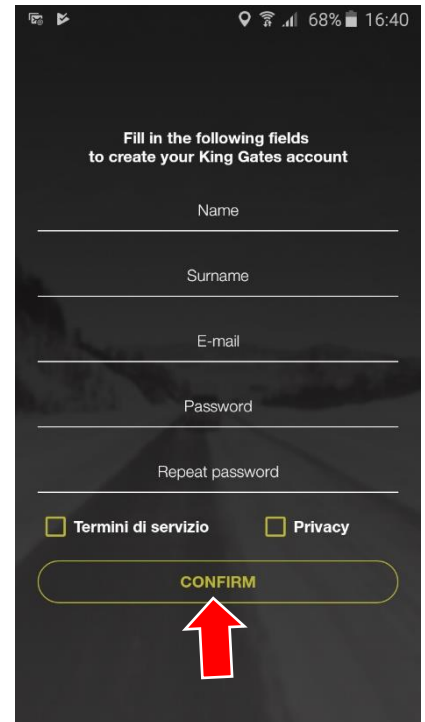 68% 16:40
Fill in the following fields
to create your King Gates account
Name
Surname
E-mail
Password
Repeat password
Termini di servizio Privacy
CONFIRM